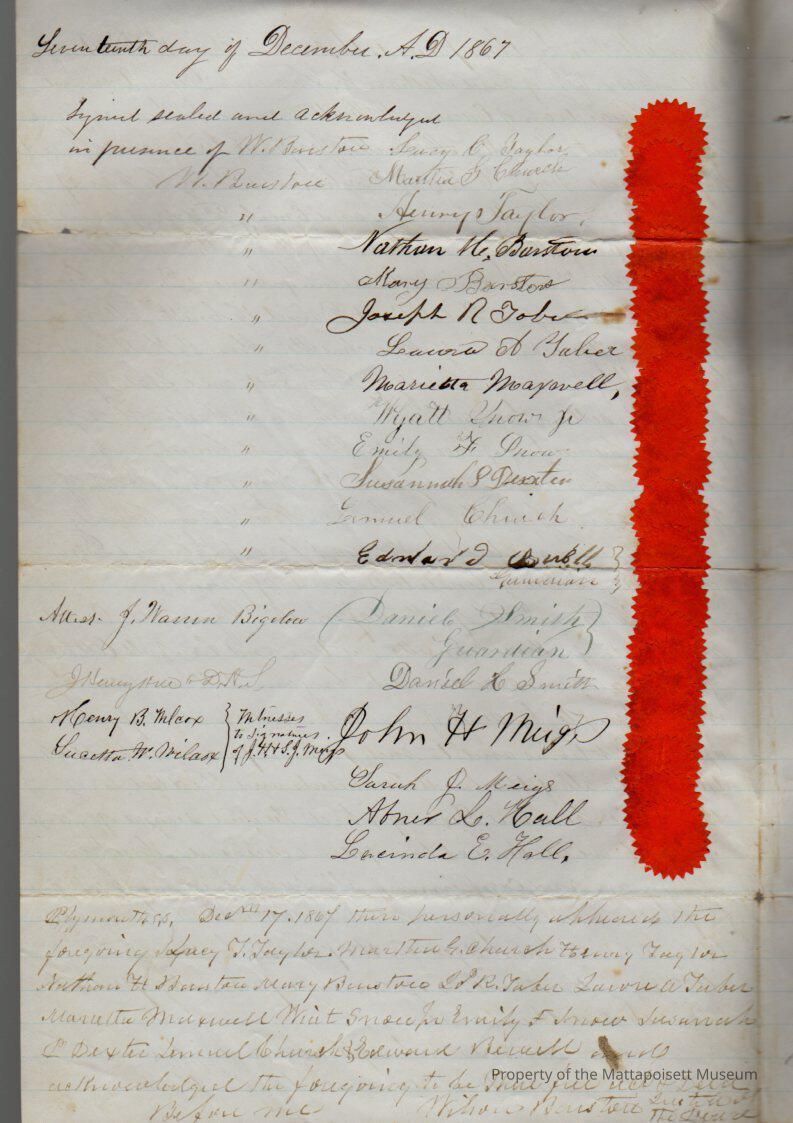 Seventeenth day of December. A.D 1867
Signed sealed and acknowledged
in presence of W. Barstow Lucy C. Taylor
W. Barstow Martha G Church
" Henry Taylor.
" Nathan H. Barstow
" Mary Barstow
" Joseph R Taber
" Laura A Taber
" Marietta Maxwell,
" Wyatt Snow Jr
" Emily F Snow
" Susannah P Dexter
" Lemuel Church
" Edward
Guardian
Attest. J. Warren Bigelow (Daniel Smith
Guardian)
Daniel H Smith
Henry B. Wilcox } Witnesses John H Meigs
to signatures.
Lucetta W. Wilcox of J. H & S. J. Meigs
Sarah J. Meigs
Abner L. Hall
Lucinda E. Hall.
Plymouth ss. Decr 17. 1867 then personally appeared the
foregoing Lucy T. Taylor Martha G. Church Henry Taylor
Nathan H Barstow Mary Barstow R. Taber Laura A Taber
Marietta Maxwell Snow Jr Emily F Snow Susannah
P Dexter Lemuel Church & Edward and
acknowledged the foregoing to be free act & Deed
Before me Wilson Barstow Justice of
the Peace
Property of the Mattapoisett Museum